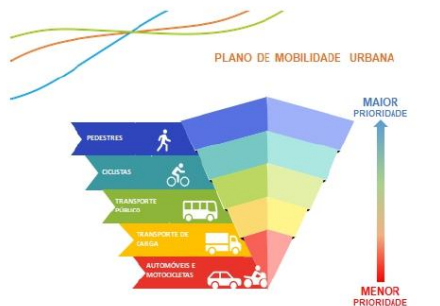 PLANO DE MOBILIDADE URBANA
MAIOR
PRIORIDADE
PEDESTRES
CICLISTAS
TRANSPORTE
PÚBLICO
TRANSPORTE DE
CARGA
AUTOMÓVEIS E
MOTOCICLETAS
MENOR
PRIORIDADE